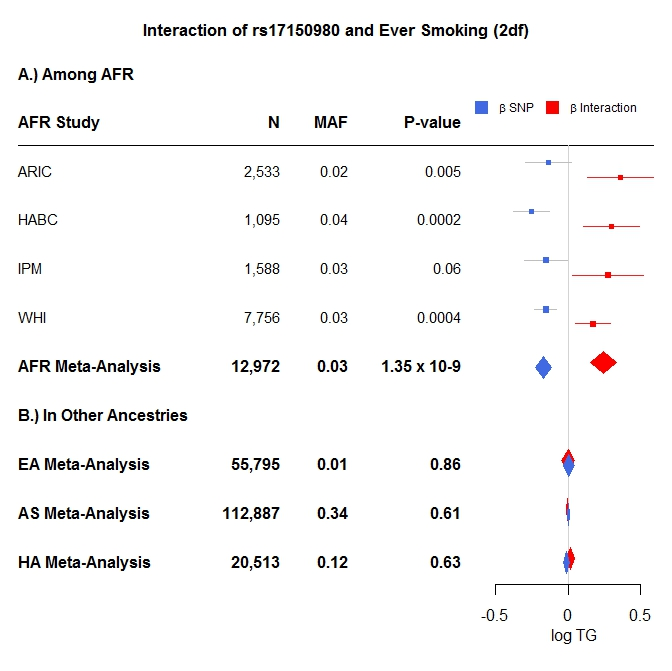 Interaction of rs17150980 and Ever Smoking (2df)
A.) Among AFR
β SNP β Interaction
AFR Study N MAF P-value
ARIC 2,533 0.02 0.005
HABC 1,095 0.04 0.0002
IPM 1,588 0.03 0.06
WHI 7,756 0.03 0.0004
AFR Meta-Analysis 12,972 0.03 1.35 x 10-9
B.) In Other Ancestries
EA Meta-Analysis 55,795 0.01 0.86
AS Meta-Analysis 112,887 0.34 0.61
HA Meta-Analysis 20,513 0.12 0.63
-0.5 0 0.5
log TG